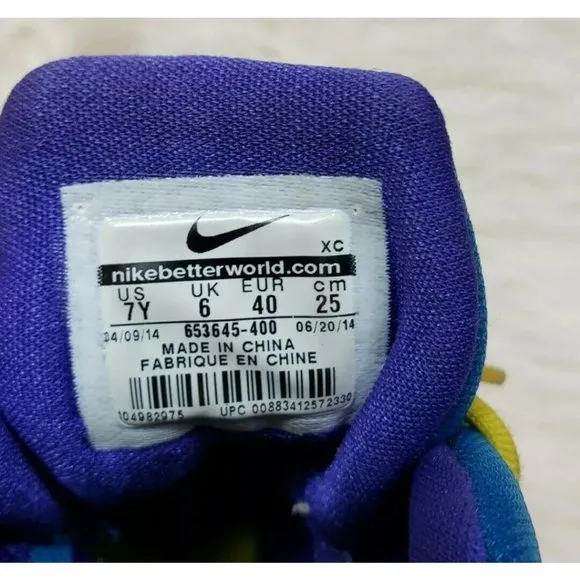 XC
nikebetterworld.com
US UK EUR cm
7Y 6 40 25
04/09/14 653645-400 06/20/14
MADE IN CHINA
FABRIQUE EN CHINE
104982975 UPC 00883412572330